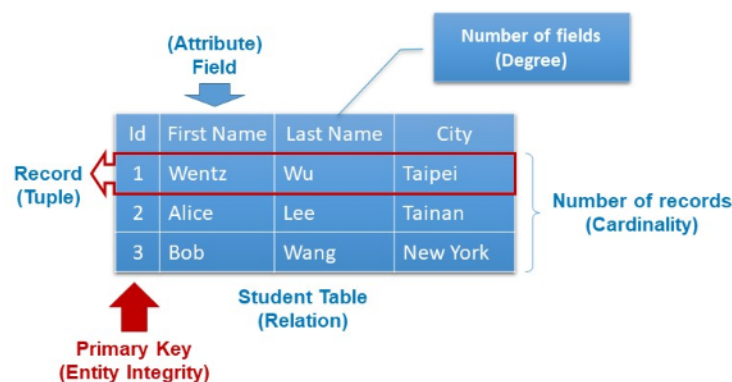 (Attribute)
Field
Number of fields
(Degree)
Id First Name Last Name City
1 Wentz Wu Taipei
2 Alice Lee Tainan
3 Bob Wang New York
Record
(Tuple)
Number of records
(Cardinality)
Student Table
(Relation)
Primary Key
(Entity Integrity)